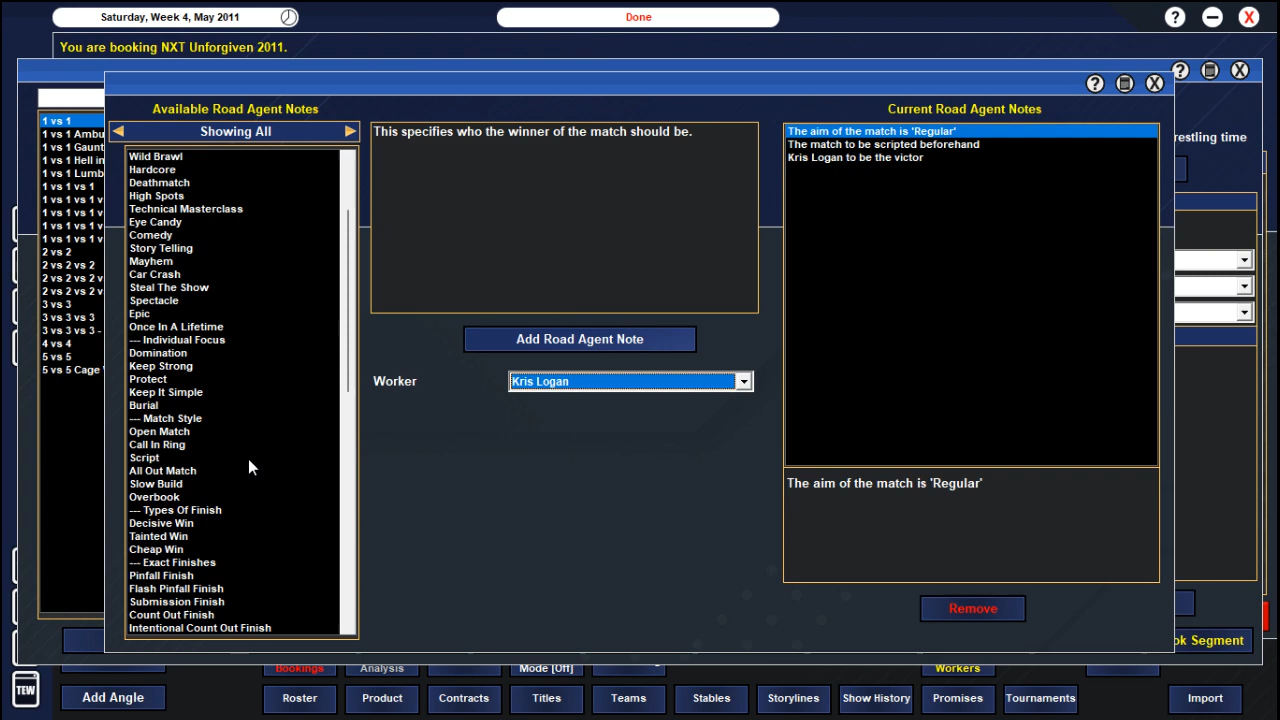 Saturday, Week 4, May 2011
Done
?
X
You are booking NXT Unforgiven 2011.
?
X
?
X
Available Road Agent Notes
Current Road Agent Notes
Showing All
This specifies who the winner of the match should be.
The aim of the match is 'Regular'
The match to be scripted beforehand
Kris Logan to be the victor
restling time
1 vs 1
1 vs 1 Ambu
1 vs 1 Gaunt
1 vs 1 Hell in
1 vs 1 Lumb
1 vs 1 vs 1
1 vs 1 vs 1 v
1 vs 1 vs 1 v
1 vs 1 vs 1 v
1 vs 1 vs 1 v
2 vs 2
2 vs 2 vs 2
2 vs 2 vs 2 v
2 vs 2 vs 2 v
3 vs 3
3 vs 3 vs 3
3 vs 3 vs 3 -
4 vs 4
5 vs 5
5 vs 5 Cage
Wild Brawl
Hardcore
Deathmatch
High Spots
Technical Masterclass
Eye Candy
Comedy
Story Telling
Mayhem
Car Crash
Steal The Show
Spectacle
Epic
Once In A Lifetime
--- Individual Focus
Domination
Keep Strong
Protect
Keep It Simple
Burial
--- Match Style
Open Match
Call In Ring
Script
All Out Match
Slow Build
Overbook
--- Types Of Finish
Decisive Win
Tainted Win
Cheap Win
--- Exact Finishes
Pinfall Finish
Flash Pinfall Finish
Submission Finish
Count Out Finish
Intentional Count Out Finish
Add Road Agent Note
Worker
Kris Logan
The aim of the match is 'Regular'
Remove
ok Segment
Bookings
Analysis
Mode [Off]
Workers
TEW
Add Angle
Roster
Product
Contracts
Titles
Teams
Stables
Storylines
Show History
Promises
Tournaments
Import